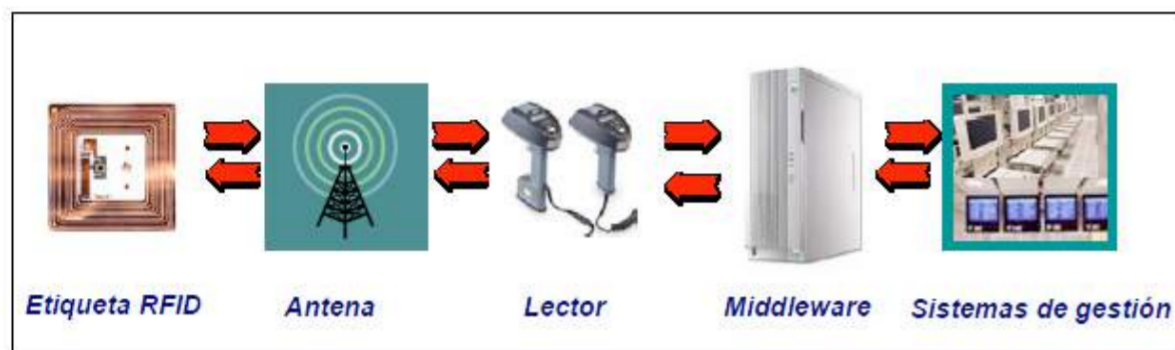 Etiqueta RFID
Antena
Lector
Middleware
Sistemas de gestión